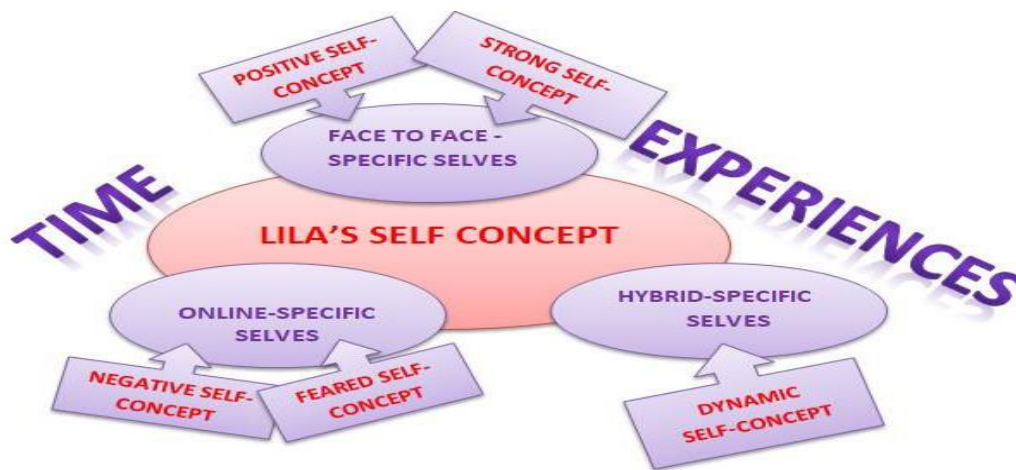 POSITIVE SELF-
CONCEPT
STRONG SELF-
CONCEPT
FACE TO FACE -
SPECIFIC SELVES
TIME
EXPERIENCES
LILA'S SELF CONCEPT
ONLINE-SPECIFIC
SELVES
HYBRID-SPECIFIC
SELVES
NEGATIVE SELF-
CONCEPT
FEARED SELF-
CONCEPT
DYNAMIC
SELF-CONCEPT